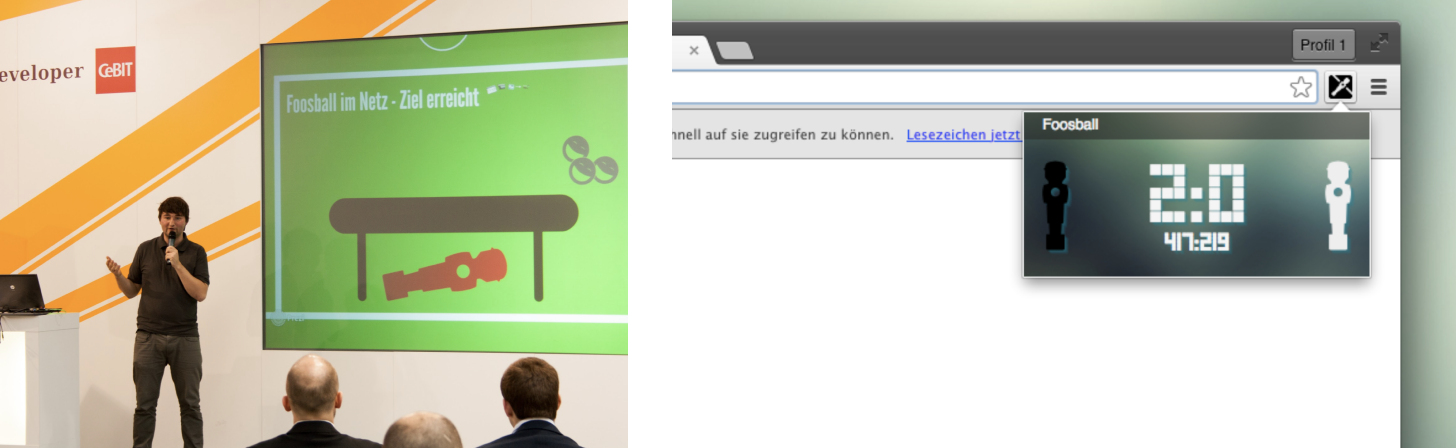 eveloper
CeBIT
Foosball im Netz - Ziel erreicht
Profil 1
hnell auf sie zugreifen zu können. Lesezeichen jetzt
Foosball
2:0
417:219